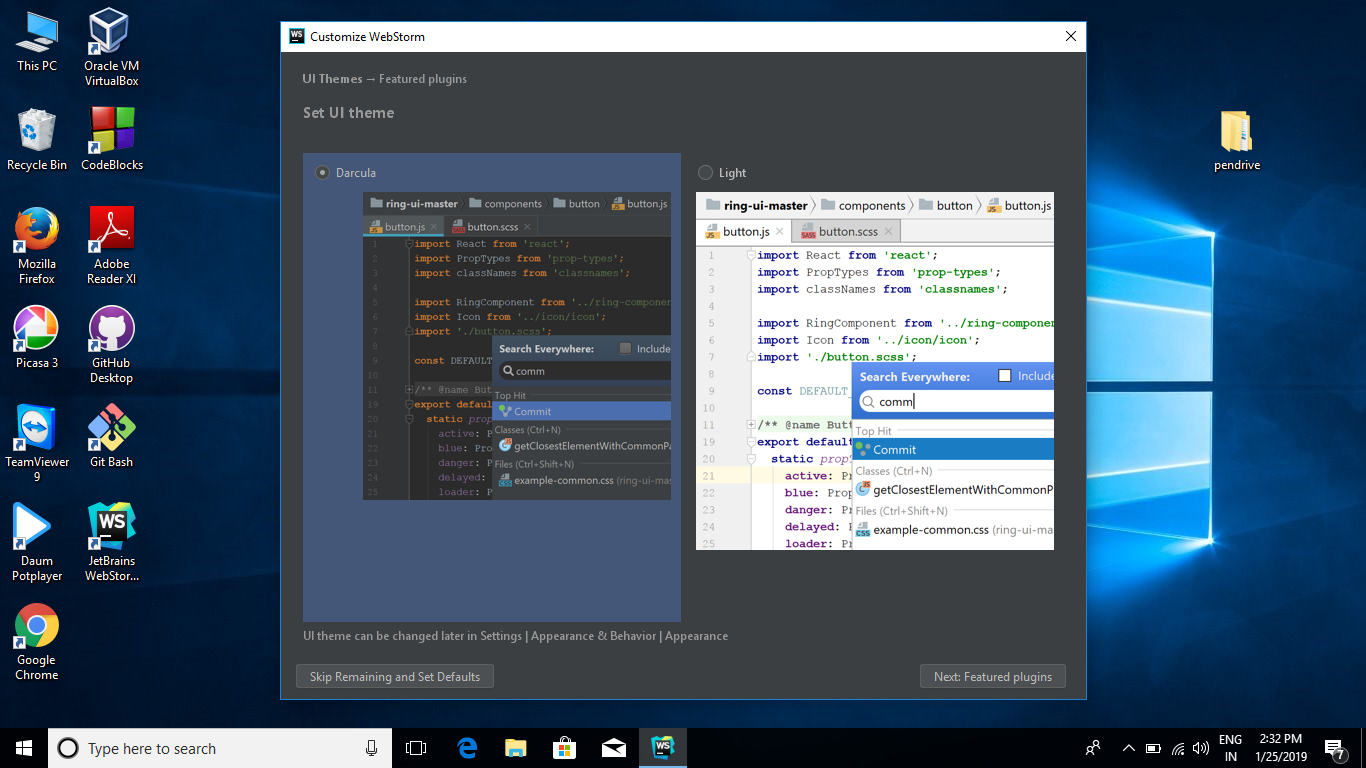 This PC
Oracle VM
VirtualBox
Recycle Bin
CodeBlocks
Mozilla
Firefox
Adobe
Reader XI
Picasa 3
GitHub
Desktop
TeamViewer
9
Git Bash
Daum
Potplayer
JetBrains
WebStor...
Google
Chrome
pendrive
WS
Customize WebStorm
UI Themes → Featured plugins
Set UI theme
Darcula
ring-ui-master
components
button
button.js
button.js
button.scss
1 import React from 'react';
2 import PropTypes from 'prop-types';
3 import classNames from 'classnames';
4
5 import RingComponent from '../ring-componen
6 import Icon from '../icon/icon';
7 import './button.scss';
8
9 const DEFAULT
10
11 /** @name But
19 export defaul
20 static prop
21 active: P
22 blue: Pro
23 danger: P
24 delayed:
25 loader: P
Search Everywhere: Include
comm
Top Hit
Commit
Classes (Ctrl+N)
getClosestElementWithCommonPa
Files (Ctrl+Shift+N)
example-common.css (ring-ui-mas
Light
ring-ui-master
components
button
button.js
button.js
button.scss
1 import React from 'react';
2 import PropTypes from 'prop-types';
3 import classNames from 'classnames';
4
5 import RingComponent from '../ring-compone
6 import Icon from '../icon/icon';
7 import './button.scss';
8
9 const DEFAULT_
10
11 /** @name Butt
19 export default
20 static propT
21 active: Pr
22 blue: Prop
23 danger: Pr
24 delayed: P
25 loader: Pr
Search Everywhere: Include
comm
Top Hit
Commit
Classes (Ctrl+N)
getClosestElementWithCommonP
Files (Ctrl+Shift+N)
example-common.css (ring-ui-ma
UI theme can be changed later in Settings | Appearance & Behavior | Appearance
Skip Remaining and Set Defaults
Next: Featured plugins
Type here to search
WS
ENG
IN
2:32 PM
1/25/2019
7